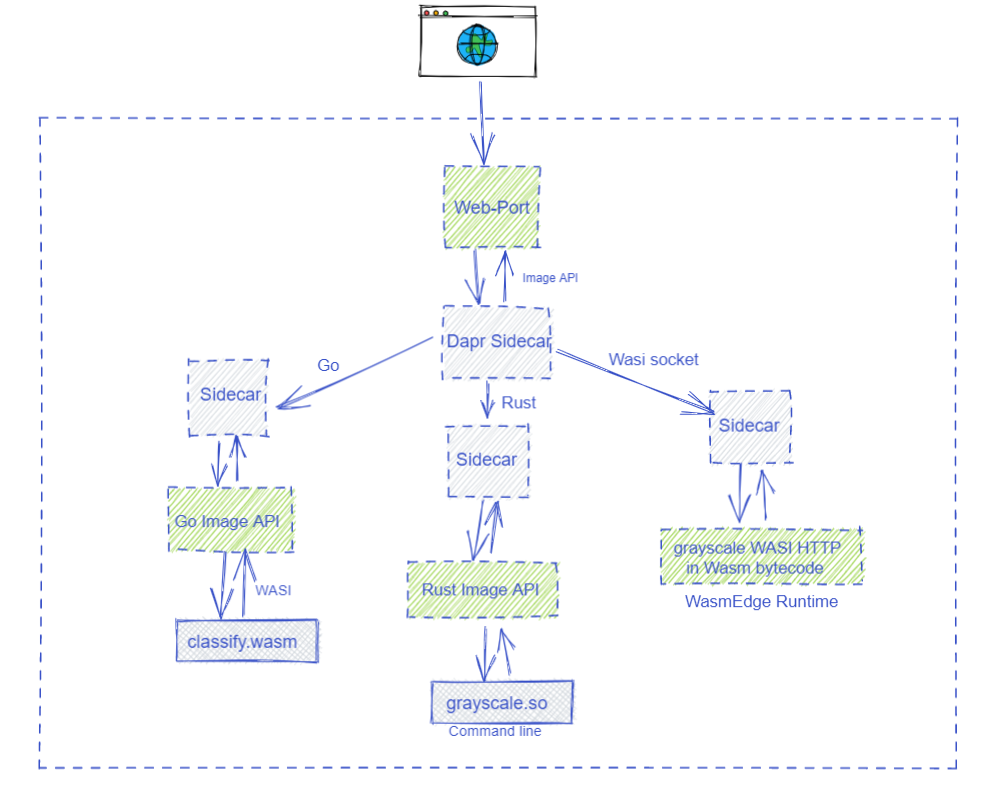 Web-Port
Image API
Dapr Sidecar
Go
Wasi socket
Rust
Sidecar
Sidecar
Sidecar
Go Image API
WASI
classify.wasm
Rust Image API
grayscale.so
Command line
grayscale WASI HTTP
in Wasm bytecode
WasmEdge Runtime